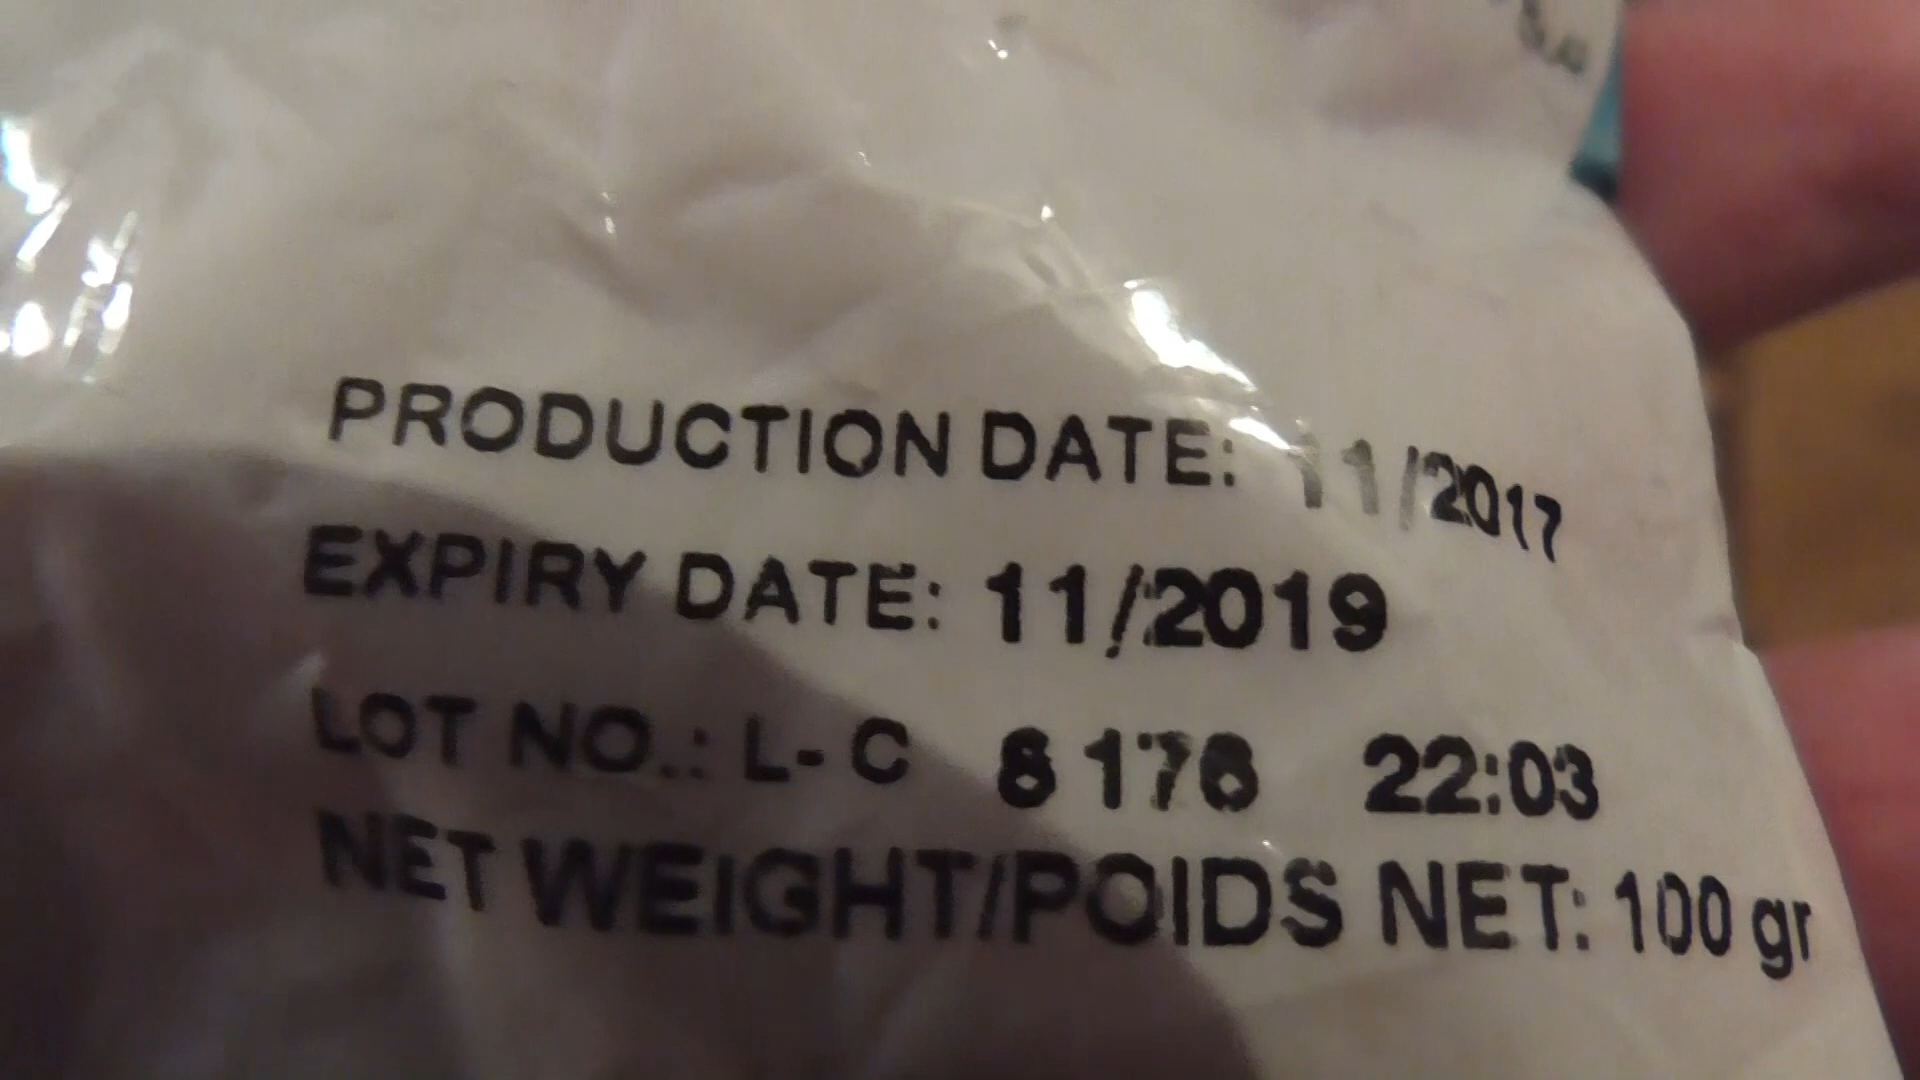 PRODUCTION DATE: 11/2017
EXPIRY DATE: 11/2019
LOT NO.: L- C 8 176 22:03
NET WEIGHT/POIDS NET: 100 gr